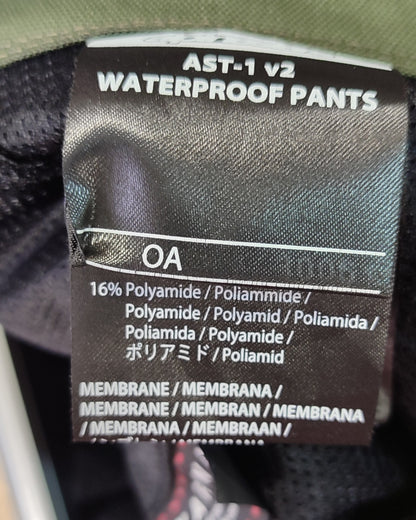 AST-1 v2
WATERPROOF PANTS
OA
16% Polyamide / Poliammide /
Polyamide / Polyamid / Poliamida /
Poliamida / Polyamide /
ポリアミド / Poliamid
MEMBRANE / MEMBRANA /
MEMBRANE / MEMBRAN / MEMBRANA
/ MEMBRANA / MEMBRAAN /